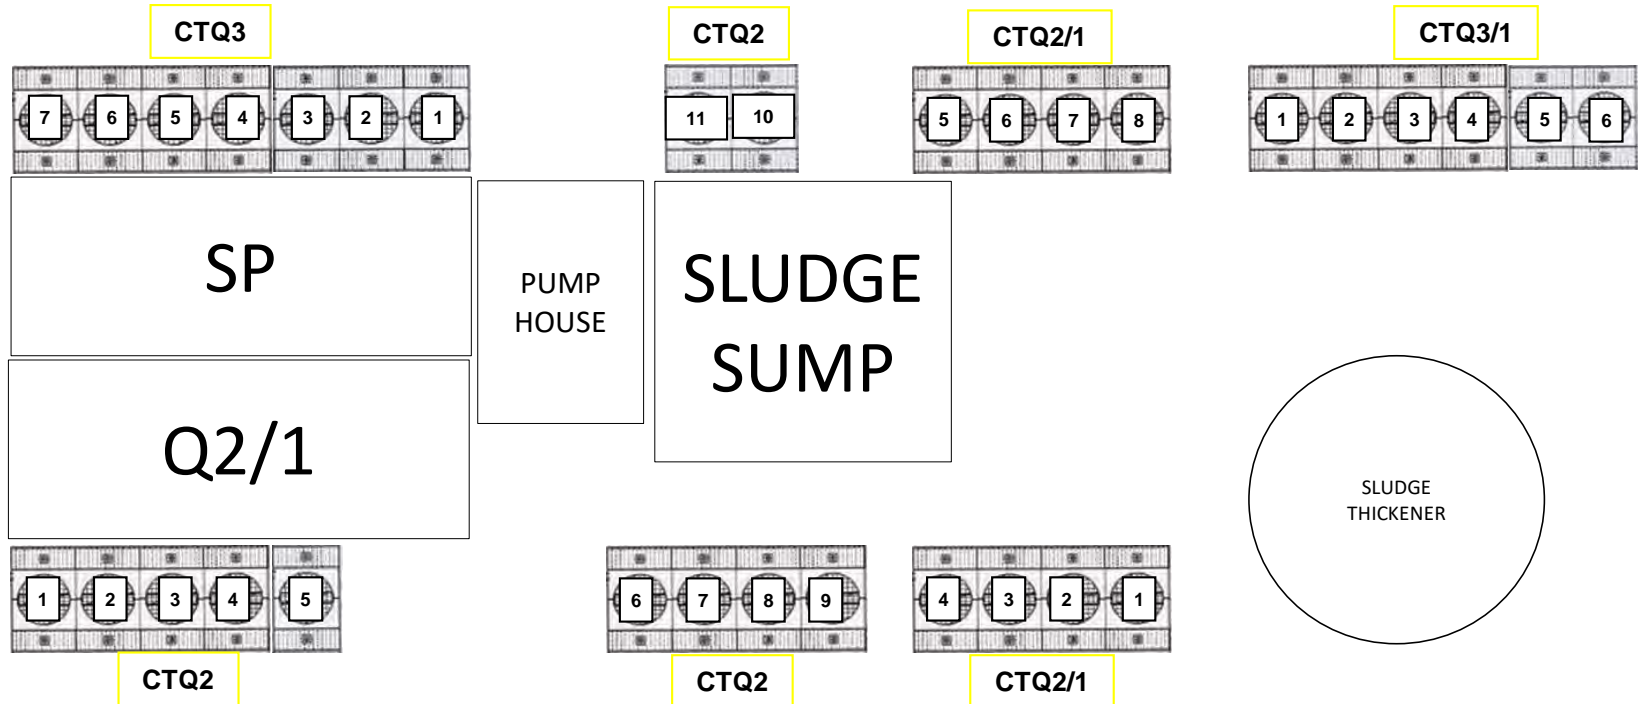 CTQ3
CTQ2
CTQ2/1
CTQ3/1
7 6 5 4 3 2 1
11 10
5 6 7 8
1 2 3 4 5 6
SP
PUMP
HOUSE
SLUDGE
SUMP
Q2/1
SLUDGE
THICKENER
1 2 3 4 5
6 7 8 9
4 3 2 1
CTQ2
CTQ2
CTQ2/1